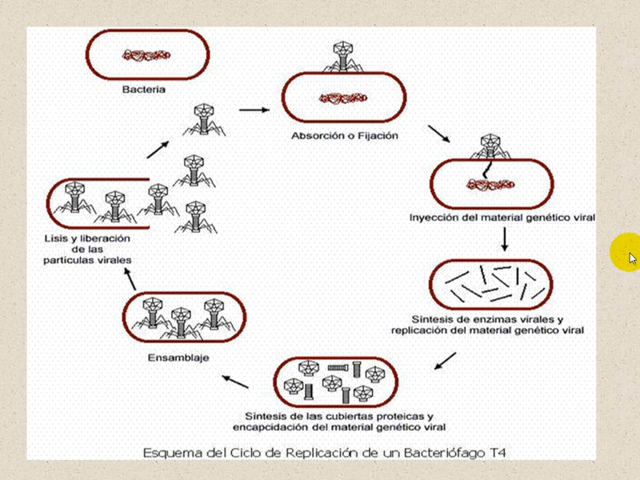 Bacteria
Absorción o Fijación
Inyección del material genético viral
Síntesis de enzimas virales y
replicación del material genético viral
Síntesis de las cubiertas proteicas y
encapcidación del material genético viral
Ensamblaje
Lisis y liberación
de las
partículas virales
Esquema del Ciclo de Replicación de un Bacteriófago T4